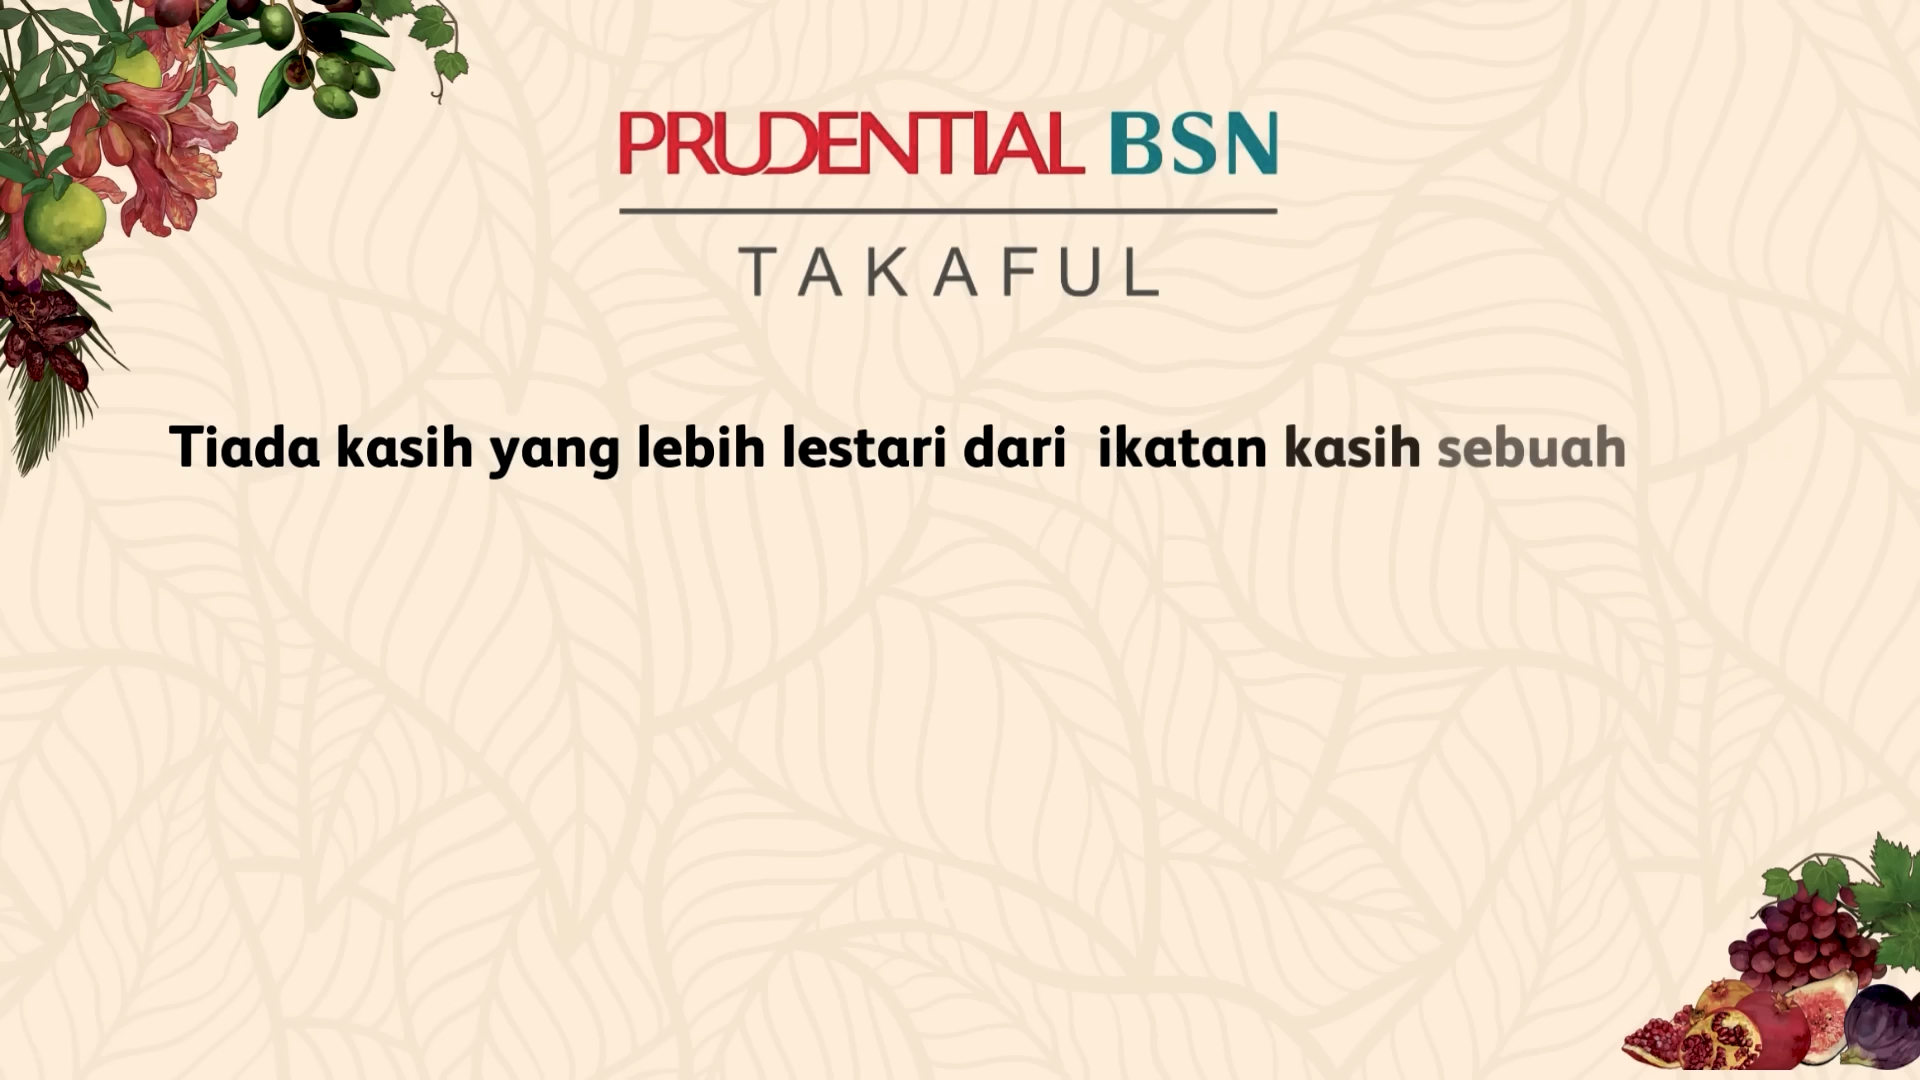 PRUDENTIAL BSN
TAKAFUL
Tiada kasih yang lebih lestari dari ikatan kasih sebuah